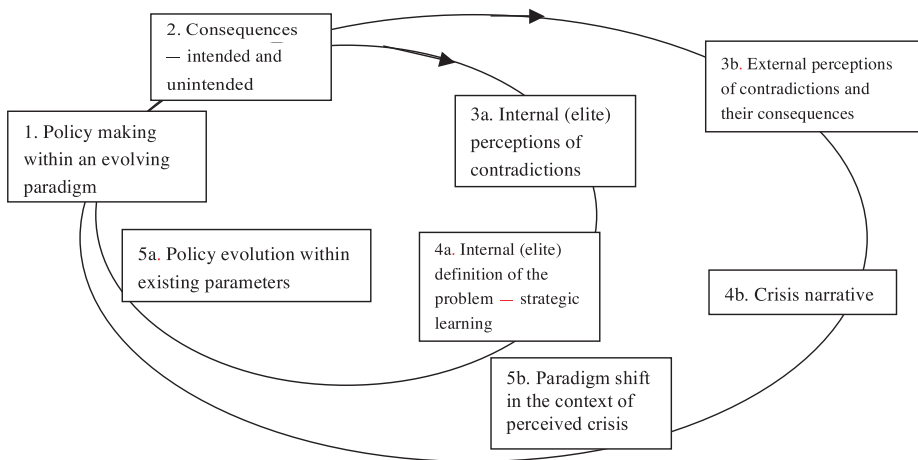 2. Consequences
— intended and
unintended
3b. External perceptions
of contradictions and
their consequences
3a. Internal (elite)
perceptions of
contradictions
1. Policy making
within an evolving
paradigm
5a. Policy evolution within
existing parameters
4a. Internal (elite)
definition of the
problem — strategic
learning
4b. Crisis narrative
5b. Paradigm shift
in the context of
perceived crisis